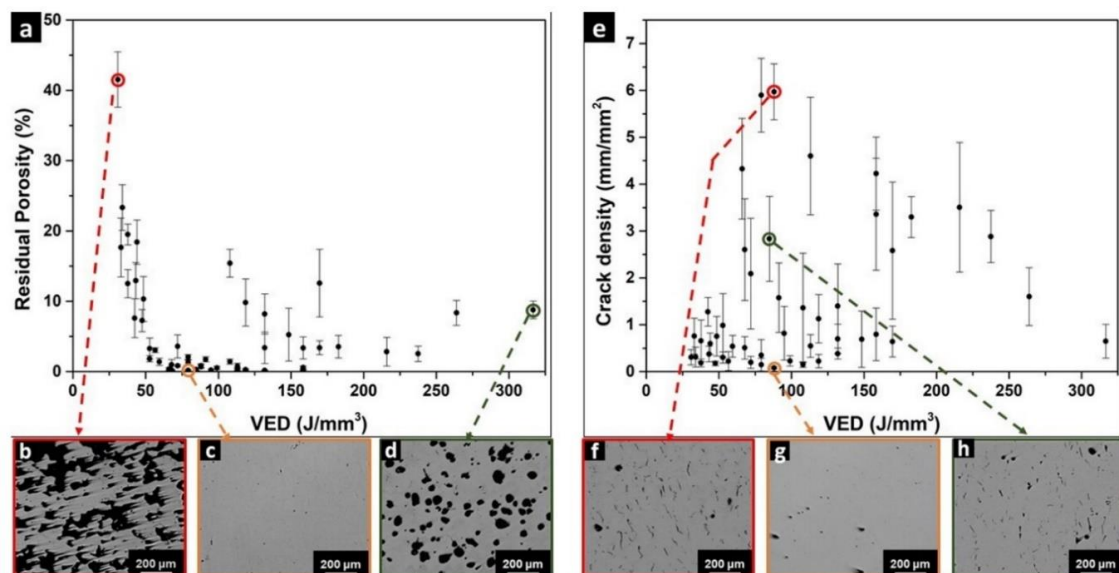 a
50
40
30
20
10
0
Residual Porosity (%)
0 50 100 150 200 250 300
VED (J/mm³)
b
200 µm
c
200 µm
d
200 µm
e
7
6
5
4
3
2
1
0
Crack density (mm/mm²)
0 50 100 150 200 250 300
VED (J/mm³)
f
200 µm
g
200 µm
h
200 µm